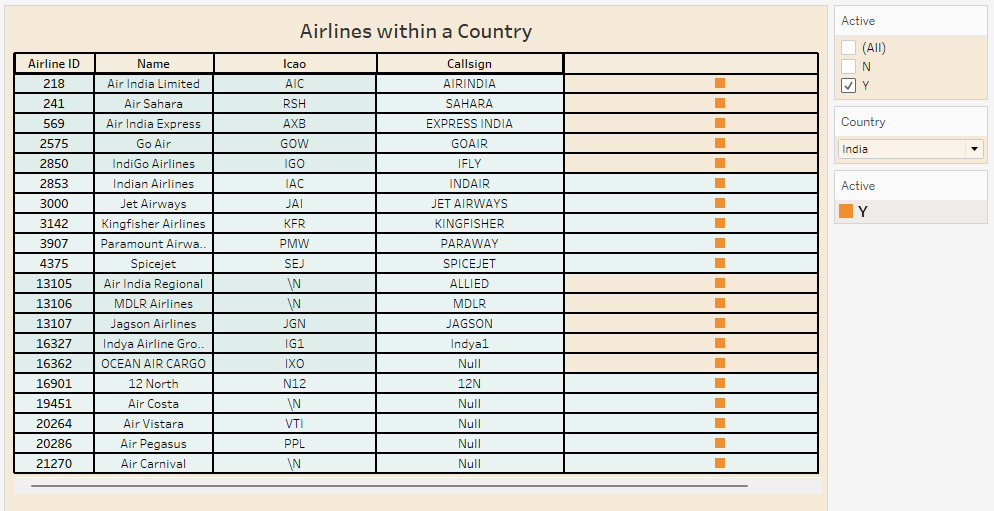 Airlines within a Country
Airline ID Name Icao Callsign
218 Air India Limited AIC AIRINDIA
241 Air Sahara RSH SAHARA
569 Air India Express AXB EXPRESS INDIA
2575 Go Air GOW GOAIR
2850 IndiGo Airlines IGO IFLY
2853 Indian Airlines IAC INDAIR
3000 Jet Airways JAI JET AIRWAYS
3142 Kingfisher Airlines KFR KINGFISHER
3907 Paramount Airwa.. PMW PARAWAY
4375 Spicejet SEJ SPICEJET
13105 Air India Regional \N ALLIED
13106 MDLR Airlines \N MDLR
13107 Jagson Airlines JGN JAGSON
16327 Indya Airline Gro.. IG1 Indya1
16362 OCEAN AIR CARGO IXO Null
16901 12 North N12 12N
19451 Air Costa \N Null
20264 Air Vistara VTI Null
20286 Air Pegasus PPL Null
21270 Air Carnival \N Null
Active
(All)
N
Y
Country
India
Active
Y